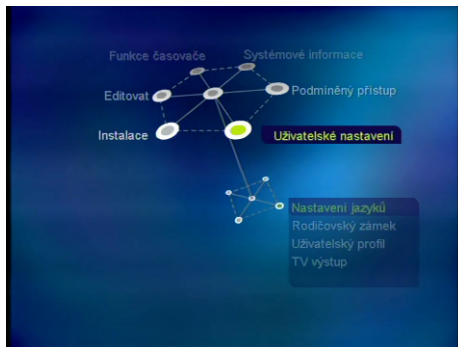 Funkce časovače
Systémové informace
Editovat
Podmíněný přístup
Instalace
Uživatelské nastavení
Nastavení jazyků
Rodičovský zámek
Uživatelský profil
TV výstup